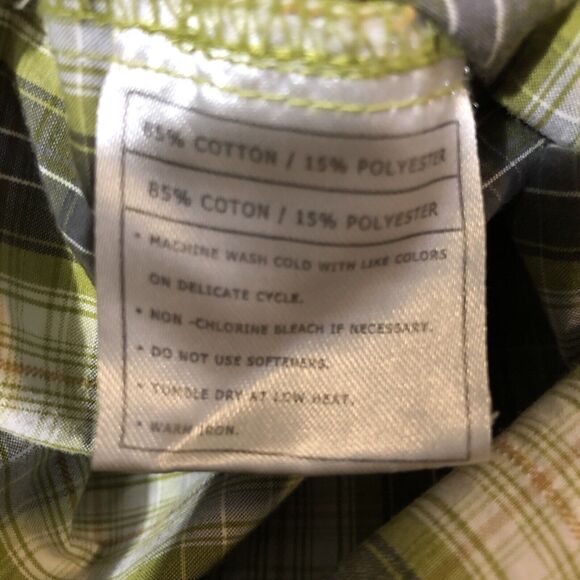 85% COTTON / 15% POLYESTER
85% COTON / 15% POLYESTER
• MACHINE WASH COLD WITH LIKE COLORS
ON DELICATE CYCLE.
• NON -CHLORINE BLEACH IF NECESSARY.
• DO NOT USE SOFTENERS.
• TUMBLE DRY AT LOW HEAT.
• WARM IRON.